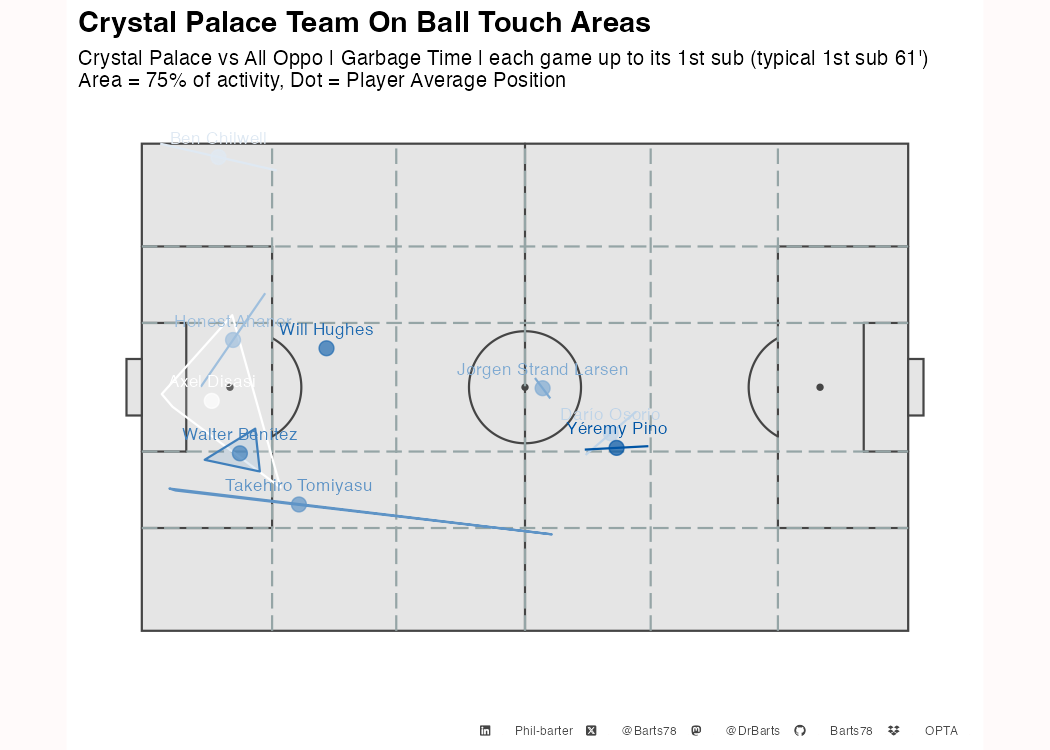 Crystal Palace Team On Ball Touch Areas
Crystal Palace vs All Oppo | Garbage Time | each game up to its 1st sub (typical 1st sub 61')
Area = 75% of activity, Dot = Player Average Position
Ben Chilwell
Honest Ahanor
Will Hughes
Jørgen Strand Larsen
Axel Disasi
Dario Osorio
Yéremy Pino
Walter Benítez
Takehiro Tomiyasu
Phil-barter @Barts78 @DrBarts Barts78 OPTA